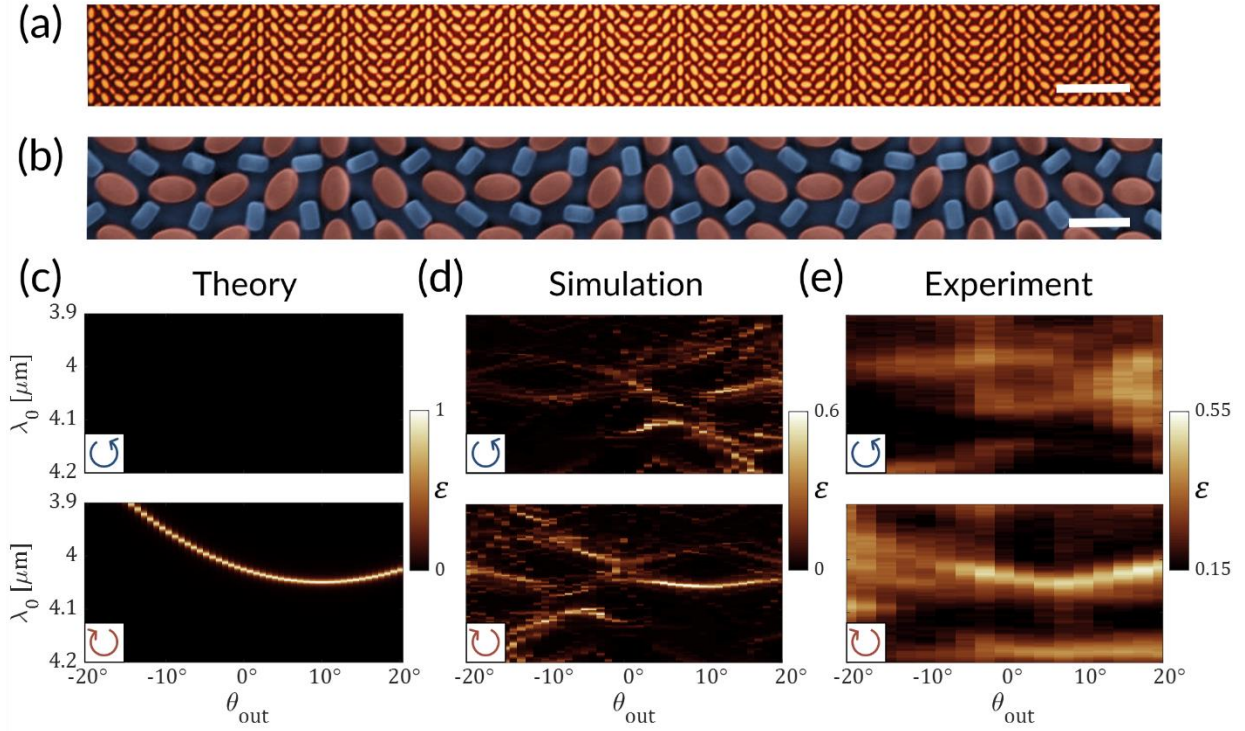 (a)
(b)
(c) Theory
(d) Simulation
(e) Experiment
3.9
4
4.1
4.2
λ₀ [μm]
1
ε
0
0.6
ε
0
0.55
ε
0.15
3.9
4
4.1
4.2
λ₀ [μm]
-20° -10° 0° 10° 20°
θout
-20° -10° 0° 10° 20°
θout
-20° -10° 0° 10° 20°
θout